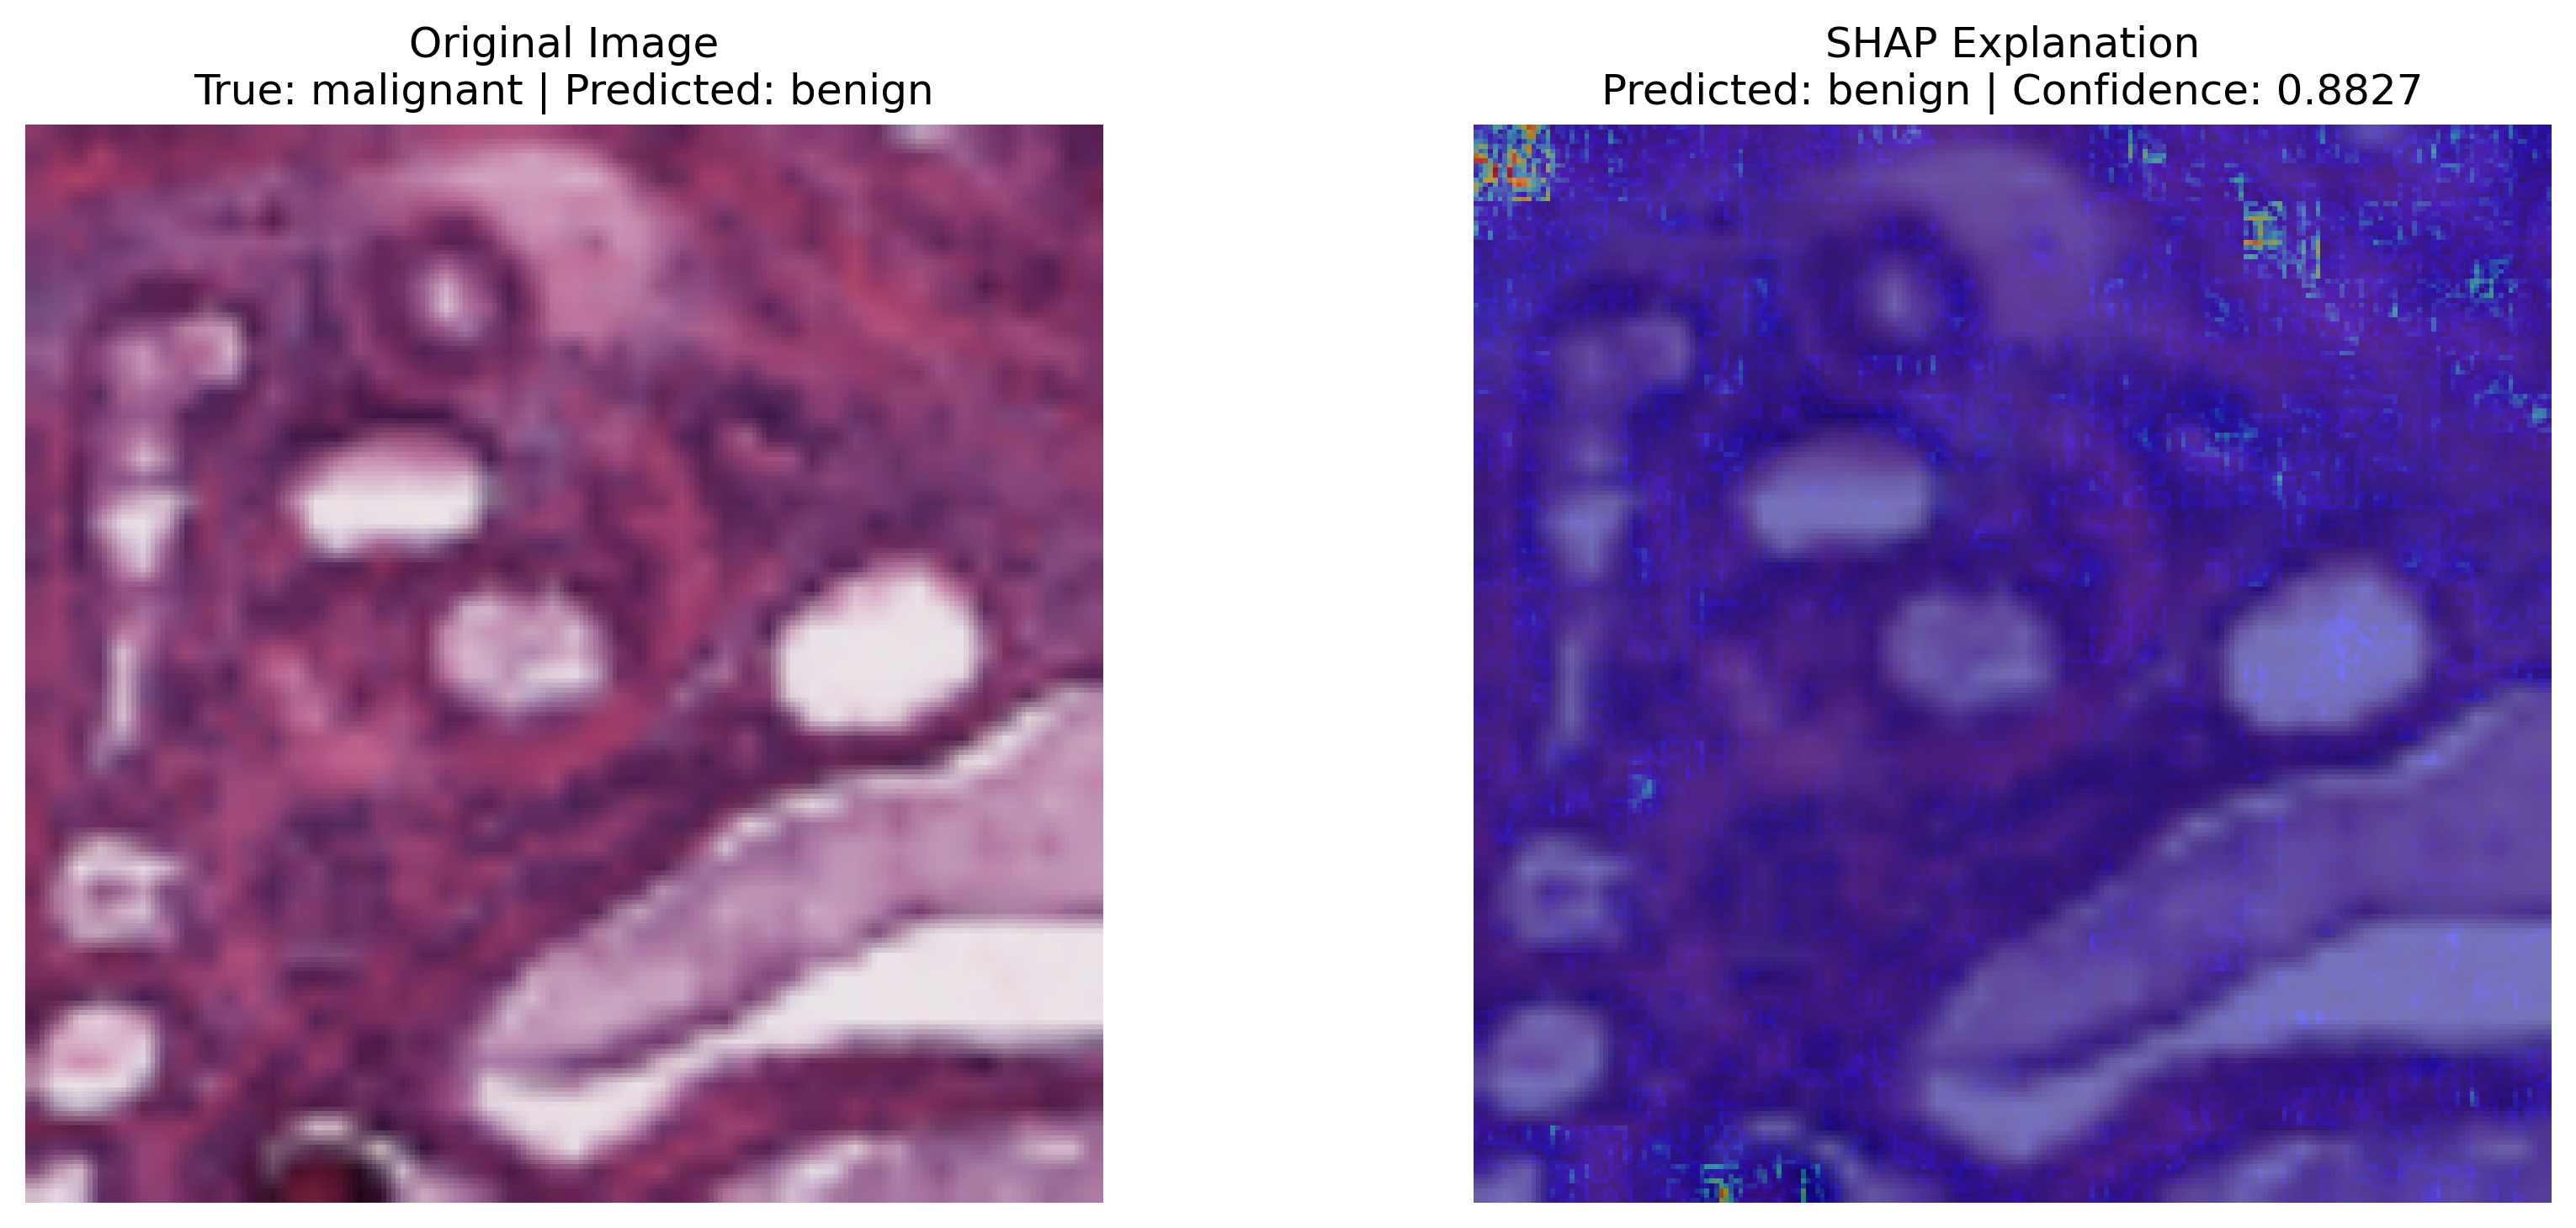 Original Image
True: malignant | Predicted: benign
SHAP Explanation
Predicted: benign | Confidence: 0.8827